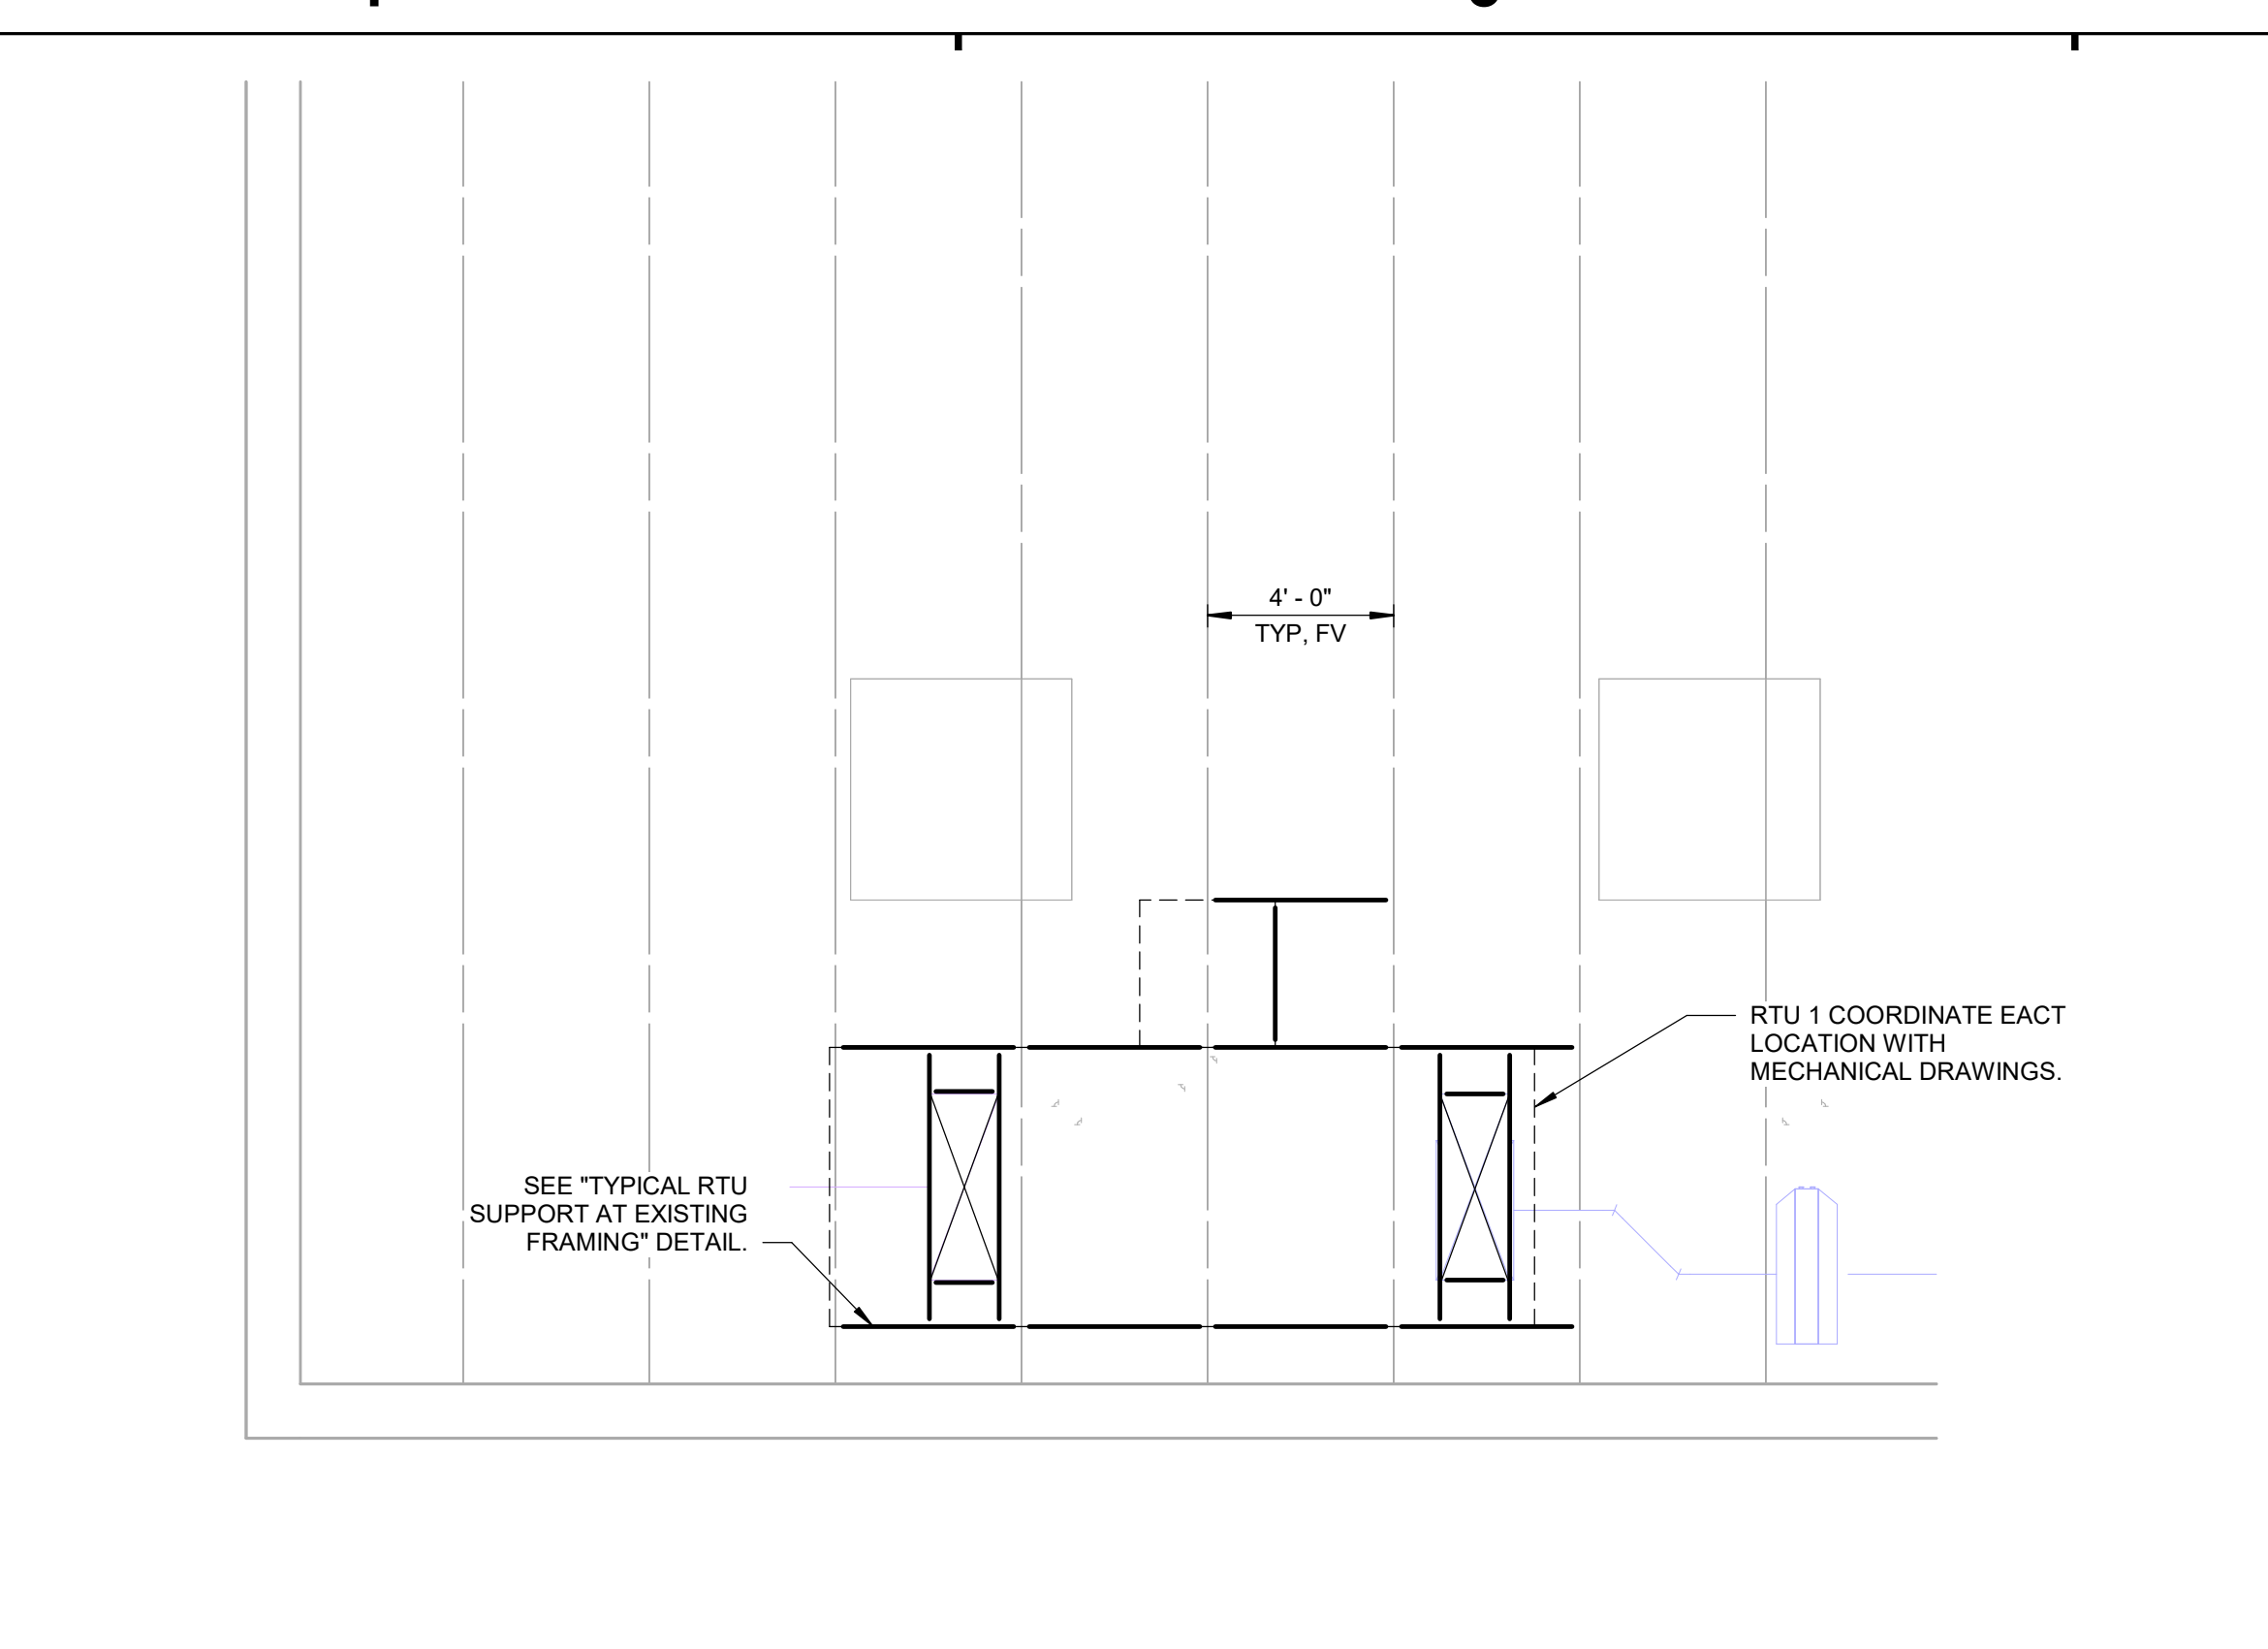 4' - 0"
TYP, FV
RTU 1 COORDINATE EACT
LOCATION WITH
MECHANICAL DRAWINGS.
SEE "TYPICAL RTU
SUPPORT AT EXISTING
FRAMING" DETAIL.